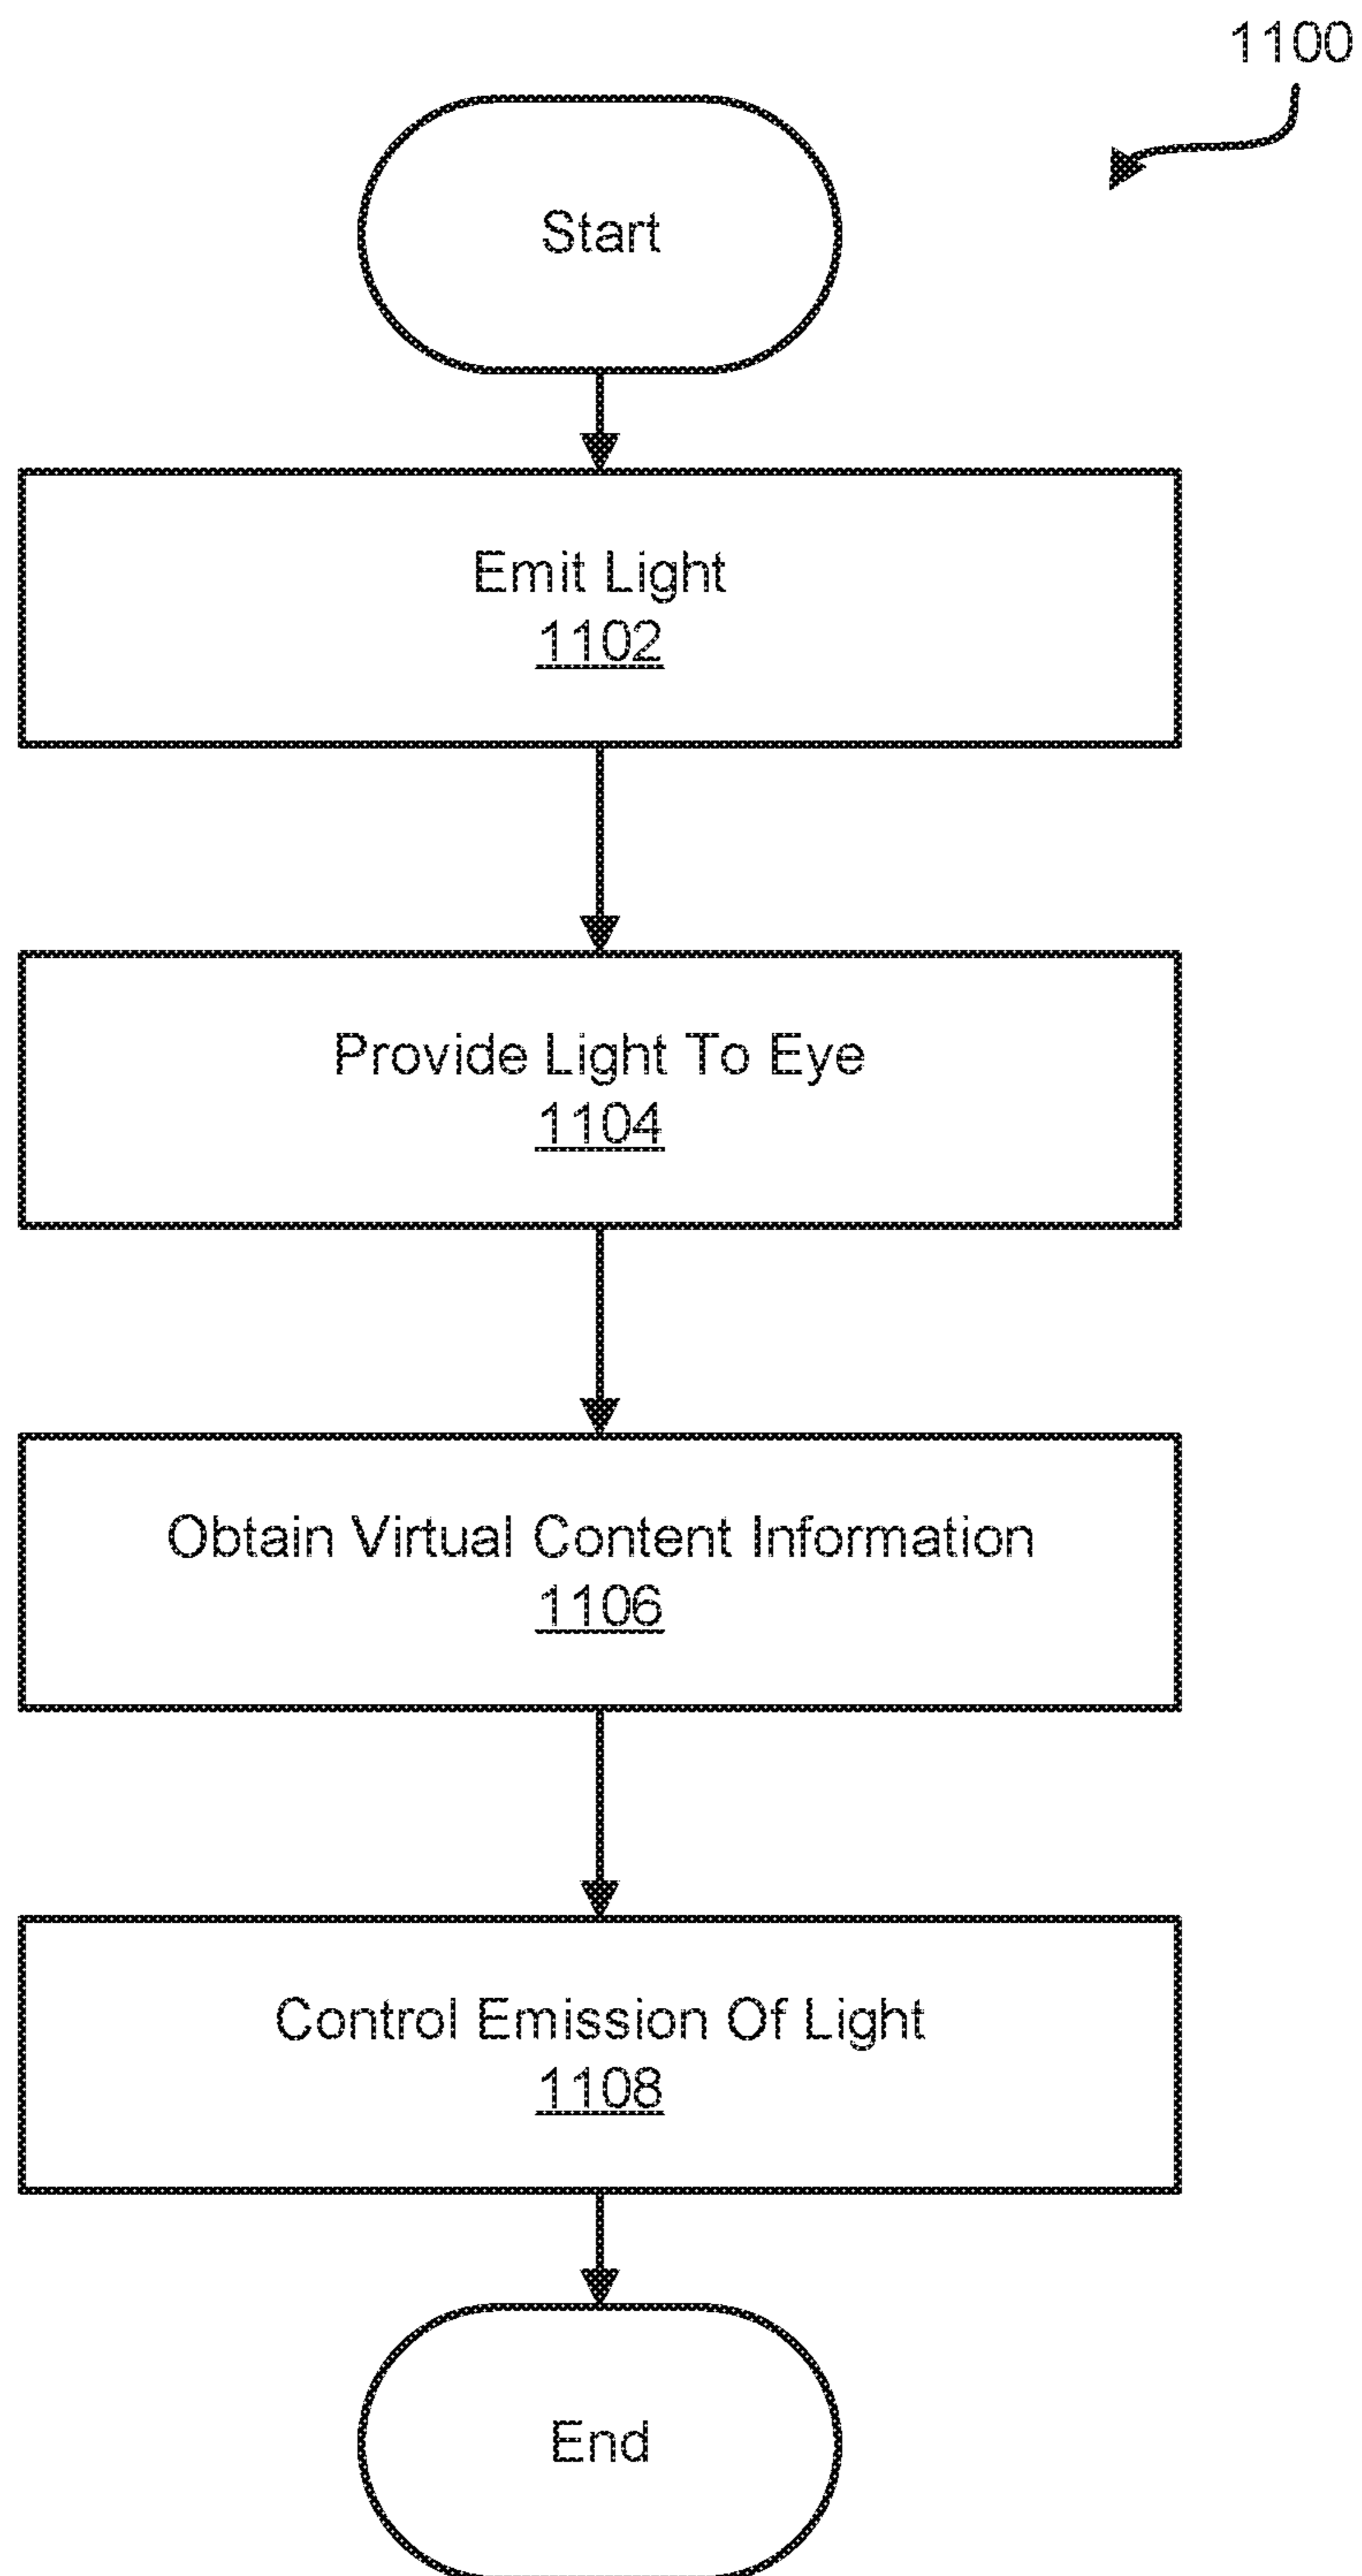 1100
Start
Emit Light
1102
Provide Light To Eye
1104
Obtain Virtual Content Information
1106
Control Emission Of Light
1108
End